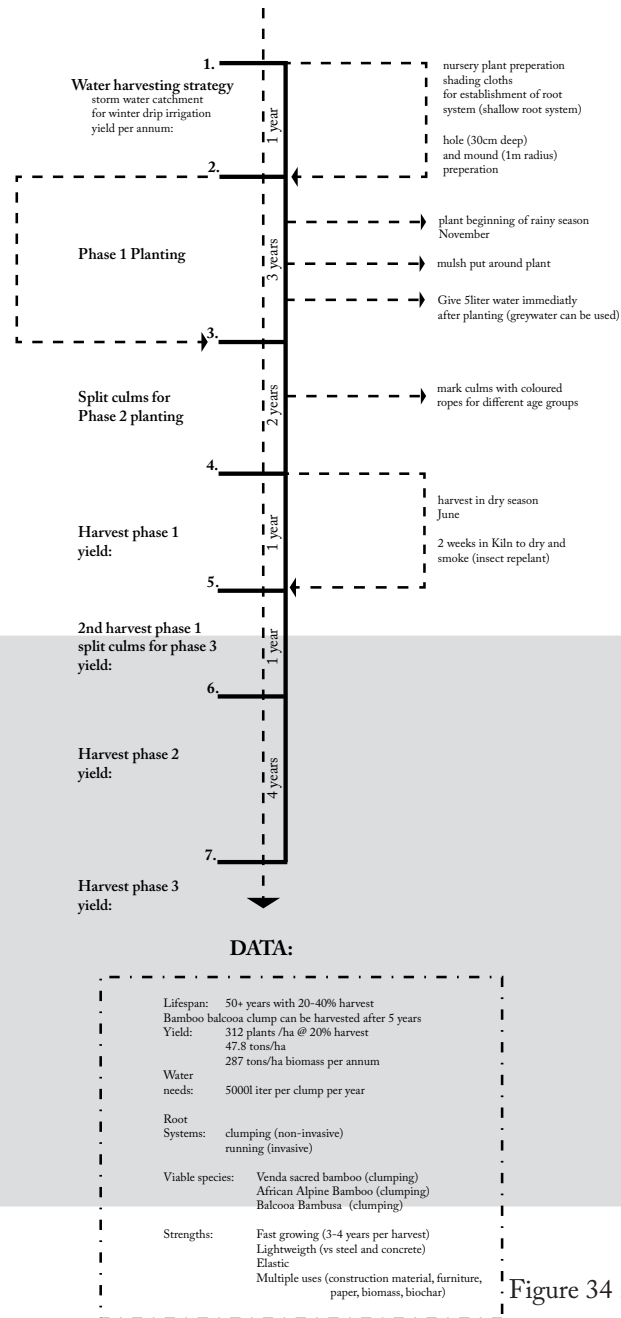 1.
Water harvesting strategy
storm water catchment
for winter drip irrigation
yield per annum:
1 year
nursery plant preperation
shading cloths
for establishment of root
system (shallow root system)
hole (30cm deep)
and mound (1m radius)
preperation
2.
Phase 1 Planting
3 years
plant beginning of rainy season
November
mulsh put around plant
Give 5liter water immediatly
after planting (greywater can be used)
3.
Split culms for
Phase 2 planting
2 years
mark culms with coloured
ropes for different age groups
4.
Harvest phase 1
yield:
1 year
harvest in dry season
June
2 weeks in Kiln to dry and
smoke (insect repelant)
5.
2nd harvest phase 1
split culms for phase 3
yield:
1 year
6.
Harvest phase 2
yield:
4 years
7.
Harvest phase 3
yield:
DATA:
Lifespan: 50+ years with 20-40% harvest
Bamboo balcooa clump can be harvested after 5 years
Yield: 312 plants /ha @ 20% harvest
47.8 tons/ha
287 tons/ha biomass per annum
Water
needs: 5000l iter per clump per year
Root
Systems: clumping (non-invasive)
running (invasive)
Viable species: Venda sacred bamboo (clumping)
African Alpine Bamboo (clumping)
Balcooa Bambusa (clumping)
Strengths: Fast growing (3-4 years per harvest)
Lightweigth (vs steel and concrete)
Elastic
Multiple uses (construction material, furniture,
paper, biomass, biochar)
Figure 34